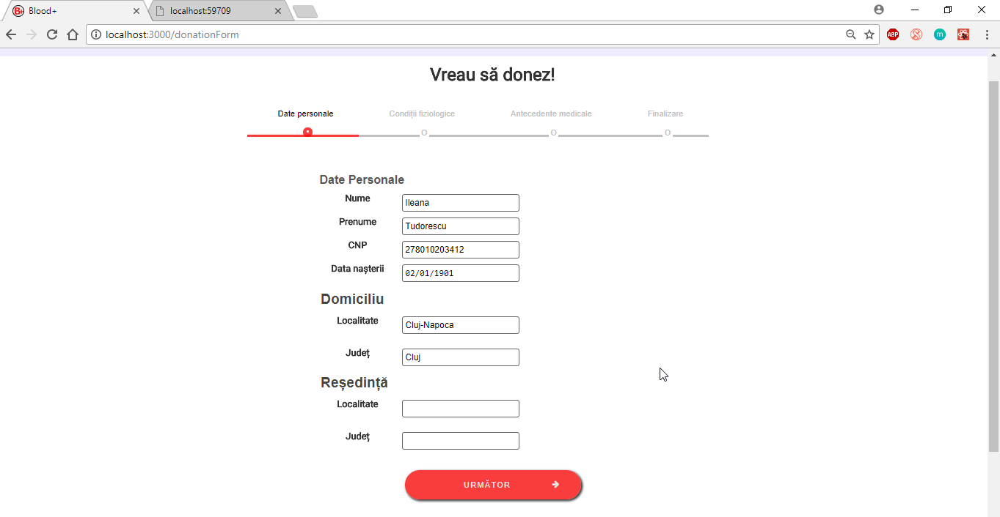 Blood+
localhost:59709
localhost:3000/donationForm
ABP
m
Vreau să donez!
Date personale
Condiții fiziologice
Antecedente medicale
Finalizare
Date Personale
Nume
Ileana
Prenume
Tudorescu
CNP
278010203412
Data nașterii
02/01/1901
Domiciliu
Localitate
Cluj-Napoca
Județ
Cluj
Reședință
Localitate
Județ
URMĂTOR